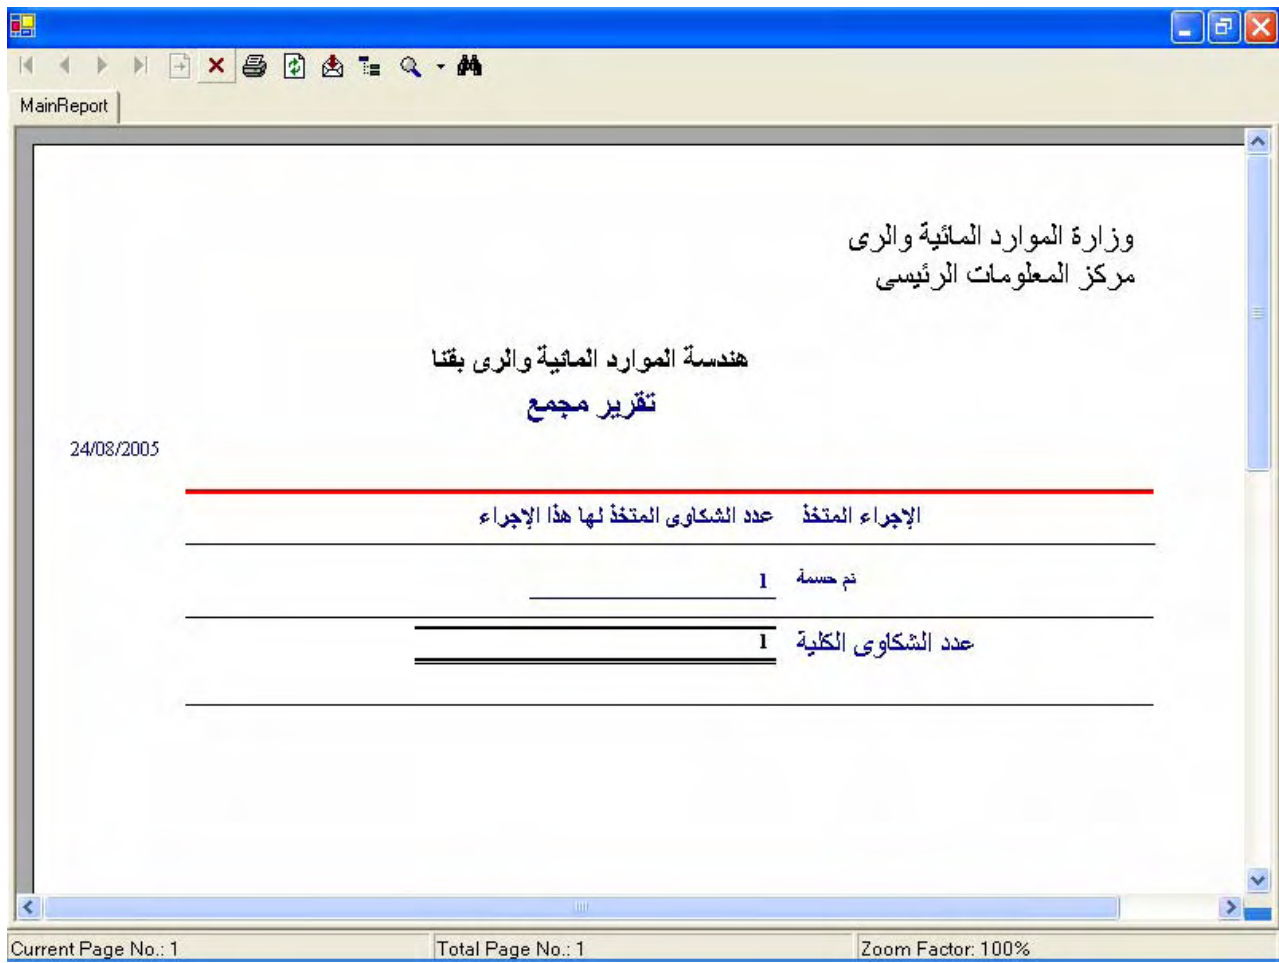 MainReport
وزارة الموارد المائية والرى
مركز المعلومات الرئيسى
هندسة الموارد المائية والرى بقنا
تقرير مجمع
24/08/2005
الإجراء المتخذ عدد الشكاوى المتخذ لها هذا الإجراء
تم حسمة 1
عدد الشكاوى الكلية 1
Current Page No.: 1 Total Page No.: 1 Zoom Factor: 100%